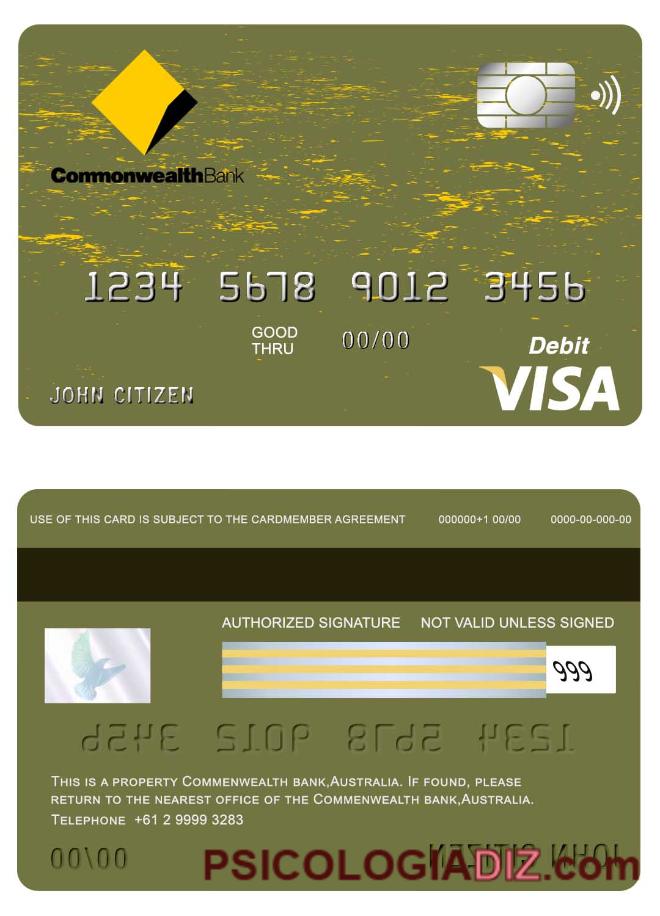 CommonwealthBank
1234 5678 9012 3456
GOOD
THRU
00/00
Debit
JOHN CITIZEN
VISA
USE OF THIS CARD IS SUBJECT TO THE CARDMEMBER AGREEMENT 000000+1 00/00 0000-00-000-00
AUTHORIZED SIGNATURE NOT VALID UNLESS SIGNED
999
1234 5678 9012 3456
THIS IS A PROPERTY COMMENWEALTH BANK,AUSTRALIA. IF FOUND, PLEASE
RETURN TO THE NEAREST OFFICE OF THE COMMENWEALTH BANK,AUSTRALIA.
TELEPHONE +61 2 9999 3283
00/00 JOHN CITIZEN
PSICOLOGIADIZ.com